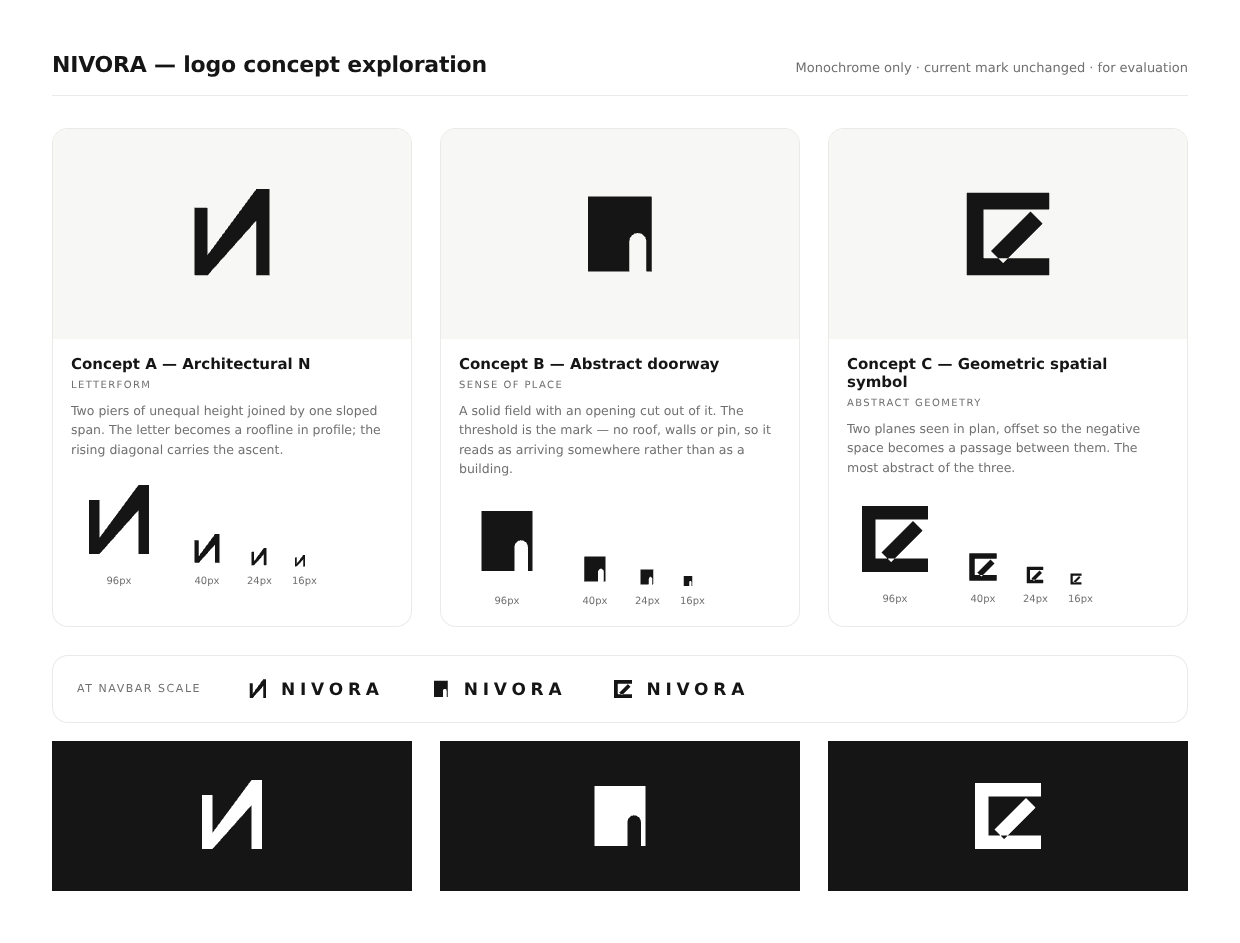 NIVORA — logo concept exploration
Monochrome only · current mark unchanged · for evaluation
Concept A — Architectural N
LETTERFORM
Two piers of unequal height joined by one sloped
span. The letter becomes a roofline in profile; the
rising diagonal carries the ascent.
96px
40px
24px
16px
Concept B — Abstract doorway
SENSE OF PLACE
A solid field with an opening cut out of it. The
threshold is the mark — no roof, walls or pin, so it
reads as arriving somewhere rather than as a
building.
96px
40px
24px
16px
Concept C — Geometric spatial
symbol
ABSTRACT GEOMETRY
Two planes seen in plan, offset so the negative
space becomes a passage between them. The
most abstract of the three.
96px
40px
24px
16px
AT NAVBAR SCALE
NIVORA
NIVORA
NIVORA